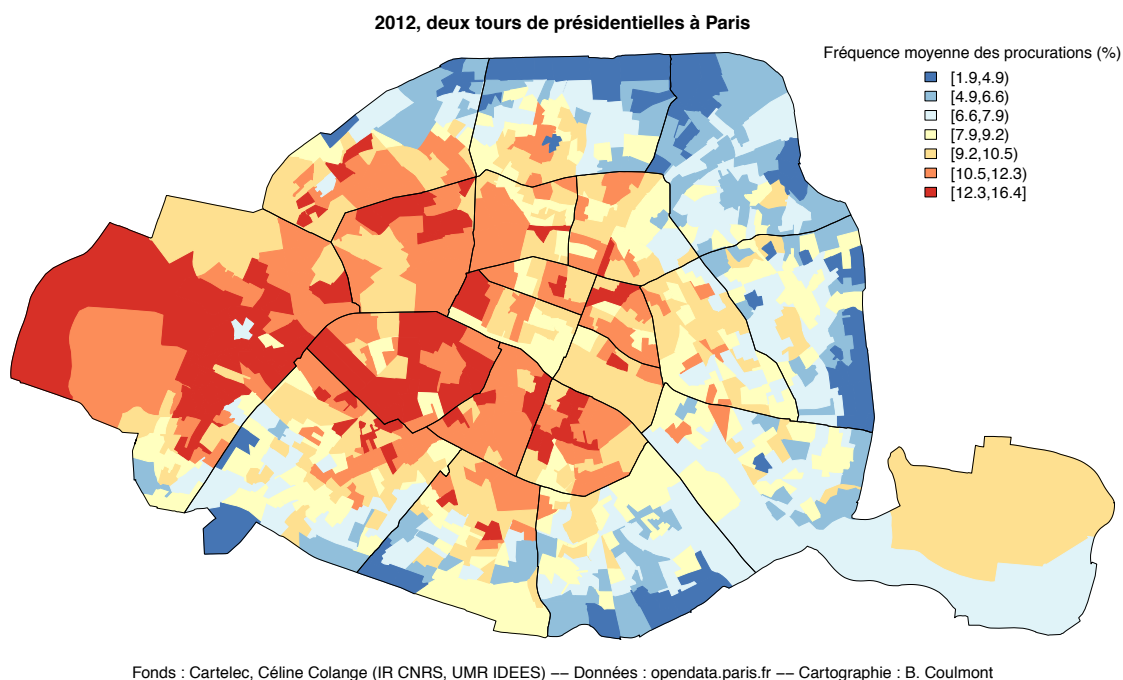 2012, deux tours de présidentielles à Paris
Fréquence moyenne des procurations (%)
[1.9,4.9)
[4.9,6.6)
[6.6,7.9)
[7.9,9.2)
[9.2,10.5)
[10.5,12.3)
[12.3,16.4]
Fonds : Cartelec, Céline Colange (IR CNRS, UMR IDEES) −− Données : opendata.paris.fr −− Cartographie : B. Coulmont